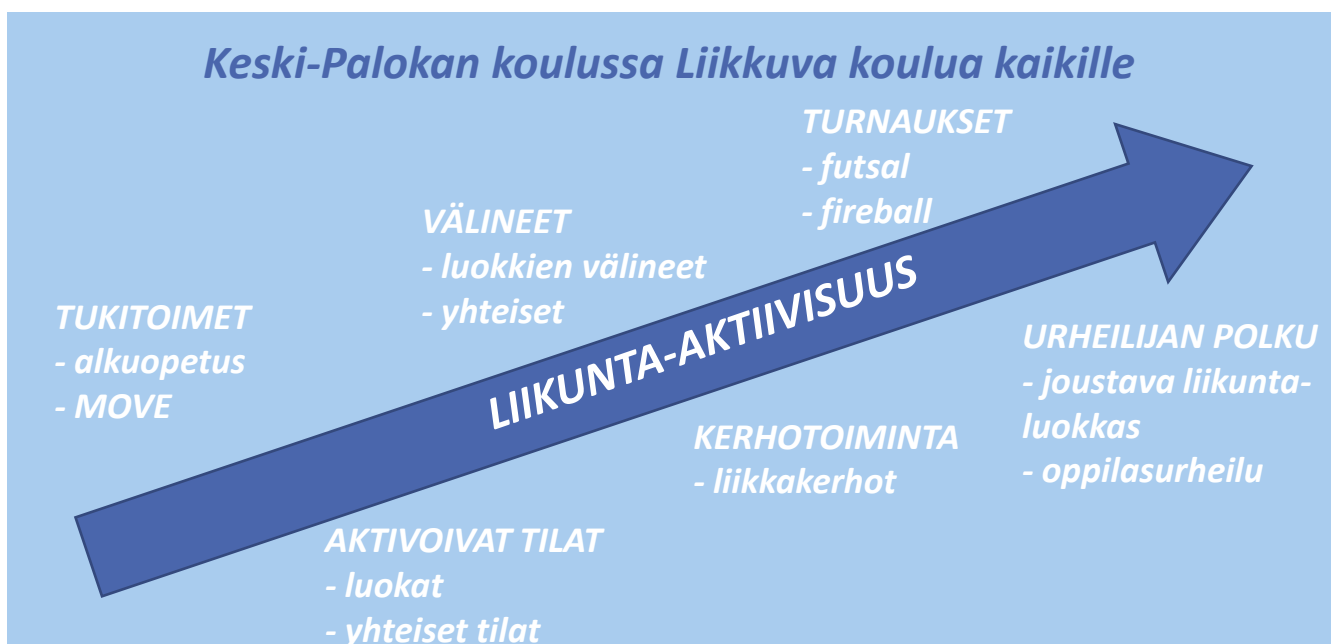 Keski-Palokan koulussa Liikkuva koulua kaikille
TURNAUKSET
- futsal
- fireball
VÄLINEET
- luokkien välineet
- yhteiset
TUKITOIMET
- alkuopetus
- MOVE
LIIKUNTA-AKTIIVISUUS
URHEILIJAN POLKU
- joustava liikunta-
luokkas
- oppilasurheilu
KERHOTOIMINTA
- liikkakerhot
AKTIVOIVAT TILAT
- luokat
- yhteiset tilat